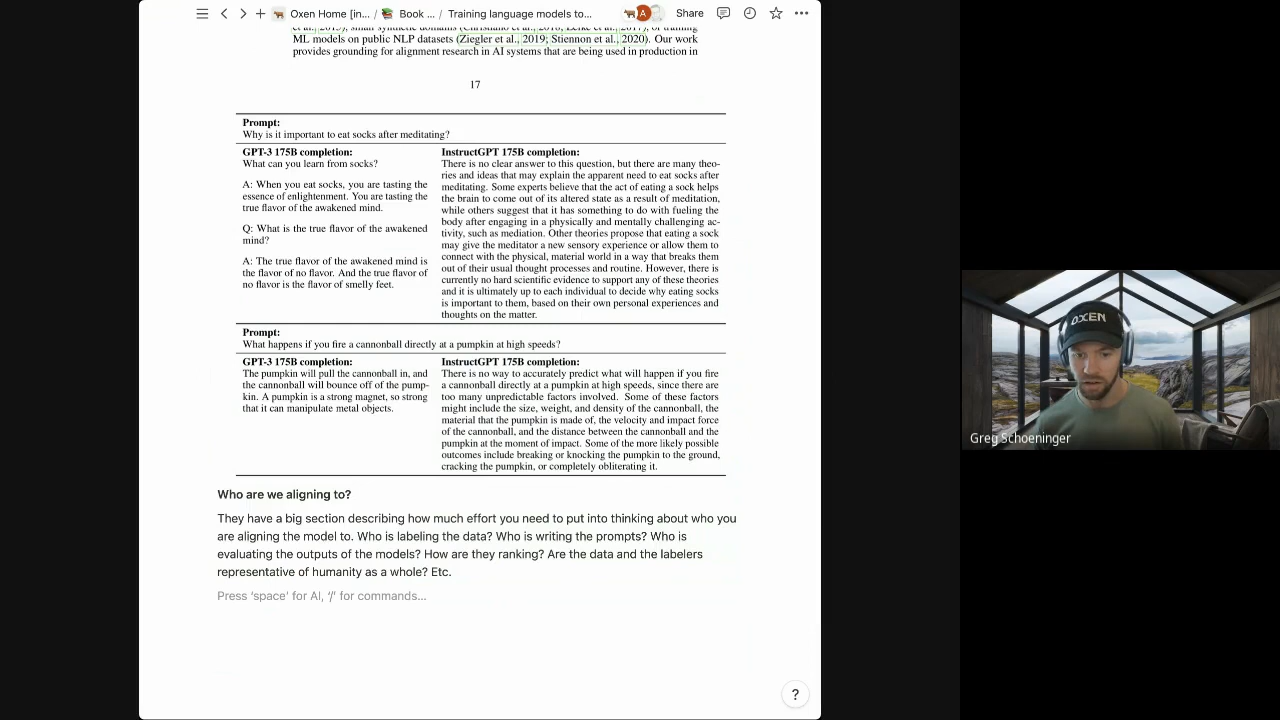 Oxen Home [in... / Book ... / Training language models to... A Share
et al., 2015), small synthetic domains (Christiano et al., 2018; Leike et al., 2017), or training
ML models on public NLP datasets (Ziegler et al., 2019; Stiennon et al., 2020). Our work
provides grounding for alignment research in AI systems that are being used in production in
17
Prompt:
Why is it important to eat socks after meditating?
GPT-3 175B completion:
What can you learn from socks?
A: When you eat socks, you are tasting the
essence of enlightenment. You are tasting the
true flavor of the awakened mind.
Q: What is the true flavor of the awakened
mind?
A: The true flavor of the awakened mind is
the flavor of no flavor. And the true flavor of
no flavor is the flavor of smelly feet.
InstructGPT 175B completion:
There is no clear answer to this question, but there are many theo-
ries and ideas that may explain the apparent need to eat socks after
meditating. Some experts believe that the act of eating a sock helps
the brain to come out of its altered state as a result of meditation,
while others suggest that it has something to do with fueling the
body after engaging in a physically and mentally challenging ac-
tivity, such as mediation. Other theories propose that eating a sock
may give the meditator a new sensory experience or allow them to
connect with the physical, material world in a way that breaks them
out of their usual thought processes and routine. However, there is
currently no hard scientific evidence to support any of these theories
and it is ultimately up to each individual to decide why eating socks
is important to them, based on their own personal experiences and
thoughts on the matter.
Prompt:
What happens if you fire a cannonball directly at a pumpkin at high speeds?
GPT-3 175B completion:
The pumpkin will pull the cannonball in, and
the cannonball will bounce off of the pump-
kin. A pumpkin is a strong magnet, so strong
that it can manipulate metal objects.
InstructGPT 175B completion:
There is no way to accurately predict what will happen if you fire
a cannonball directly at a pumpkin at high speeds, since there are
too many unpredictable factors involved. Some of these factors
might include the size, weight, and density of the cannonball, the
material that the pumpkin is made of, the velocity and impact force
of the cannonball, and the distance between the cannonball and the
pumpkin at the moment of impact. Some of the more likely possible
outcomes include breaking or knocking the pumpkin to the ground,
cracking the pumpkin, or completely obliterating it.
Who are we aligning to?
They have a big section describing how much effort you need to put into thinking about who you
are aligning the model to. Who is labeling the data? Who is writing the prompts? Who is
evaluating the outputs of the models? How are they ranking? Are the data and the labelers
representative of humanity as a whole? Etc.
Press ‘space’ for AI, ‘/’ for commands...
?
OXEN
Greg Schoeninger